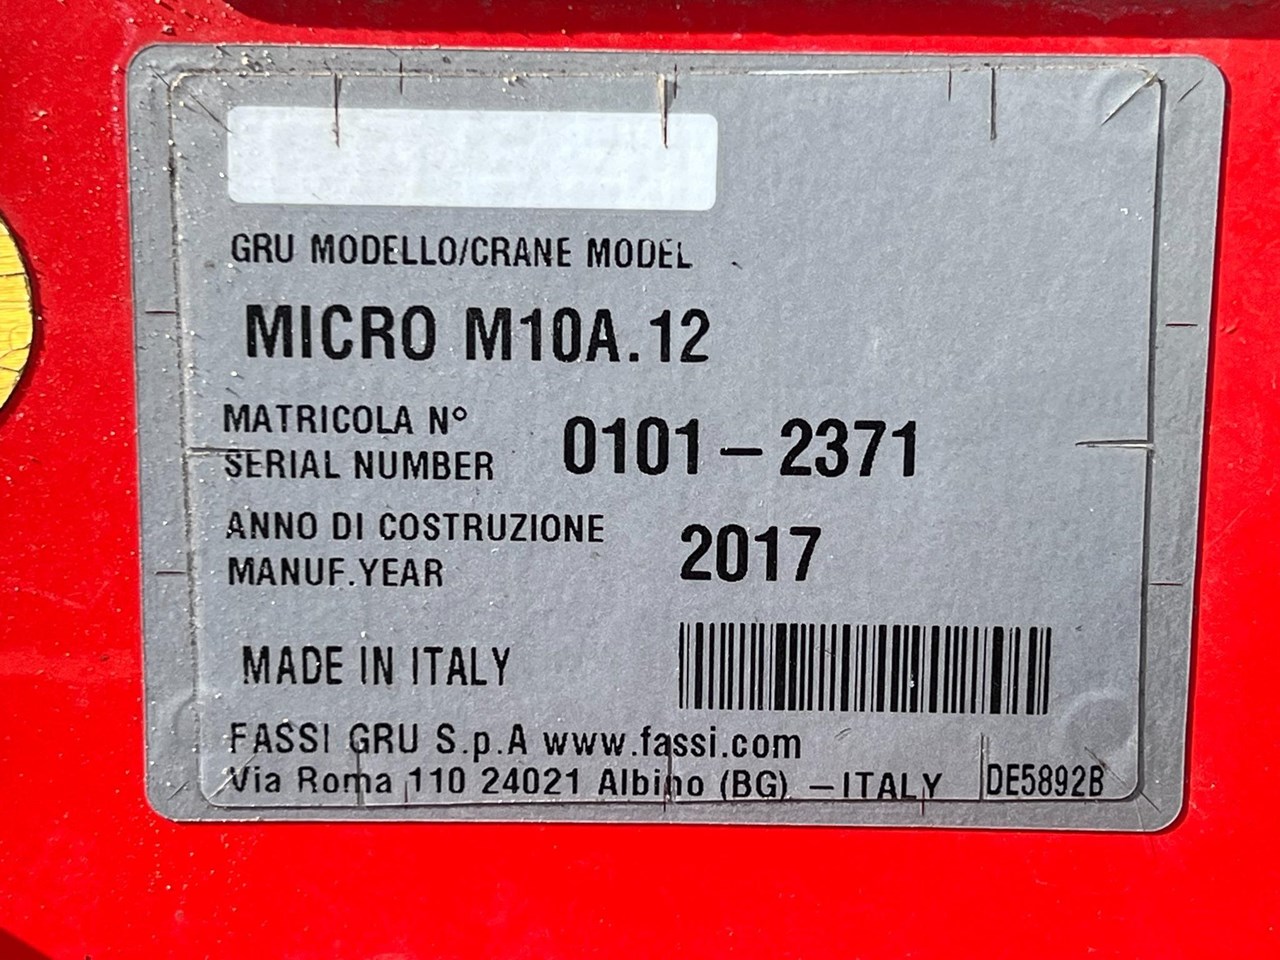 GRU MODELLO/CRANE MODEL
MICRO M10A.12
MATRICOLA N°
SERIAL NUMBER 0101-2371
ANNO DI COSTRUZIONE
MANUF.YEAR 2017
MADE IN ITALY
FASSI GRU S.p.A www.fassi.com
Via Roma 110 24021 Albino (BG) -ITALY DE5892B